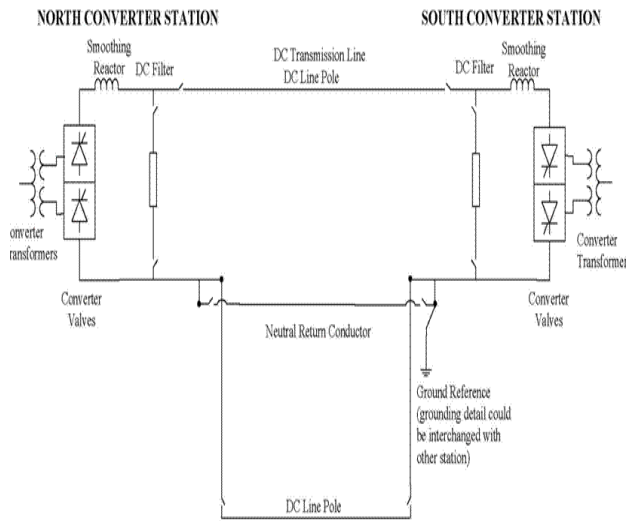 NORTH CONVERTER STATION
SOUTH CONVERTER STATION
Smoothing
Reactor
DC Filter
DC Transmission Line
DC Line Pole
DC Filter
Smoothing
Reactor
onverter
ransformers
Converter
Transformer
Converter
Valves
Neutral Return Conductor
Converter
Valves
Ground Reference
(grounding detail could
be interchanged with
other station)
DC Line Pole